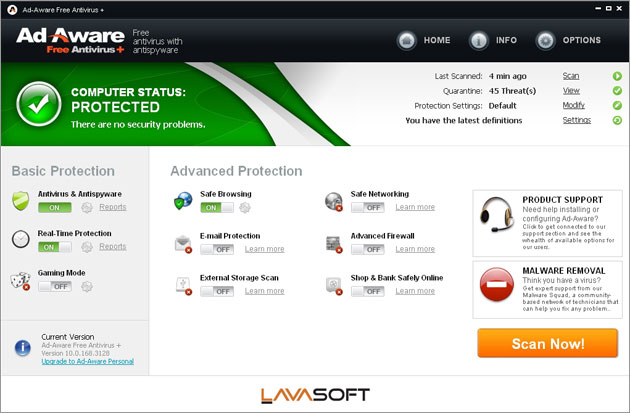 Ad-Aware Free Antivirus +
Ad-Aware
Free Antivirus +
Free
antivirus with
antispyware
HOME
INFO
OPTIONS
COMPUTER STATUS:
PROTECTED
There are no security problems.
Last Scanned: 4 min ago Scan
Quarantine: 45 Threat(s) View
Protection Settings: Default Modify
You have the latest definitions Settings
Basic Protection
Antivirus & Antispyware
ON Reports
Real-Time Protection
ON Reports
Gaming Mode
OFF
Current Version
Ad-Aware Free Antivirus +
Version 10.0.168.3128
Upgrade to Ad-Aware Personal
Advanced Protection
Safe Browsing
ON
Safe Networking
OFF Learn more
E-mail Protection
OFF Learn more
Advanced Firewall
OFF Learn more
External Storage Scan
OFF Learn more
Shop & Bank Safely Online
OFF Learn more
PRODUCT SUPPORT
Need help installing or
configuring Ad-Aware?
Click to get connected to our
support section and see the
whealth of available options for
our users.
MALWARE REMOVAL
Think you have a virus?
Get expert support from our
Malware Squad, a community-
based network of technicians that
can help you fix any problem..
Scan Now!
LAVASOFT